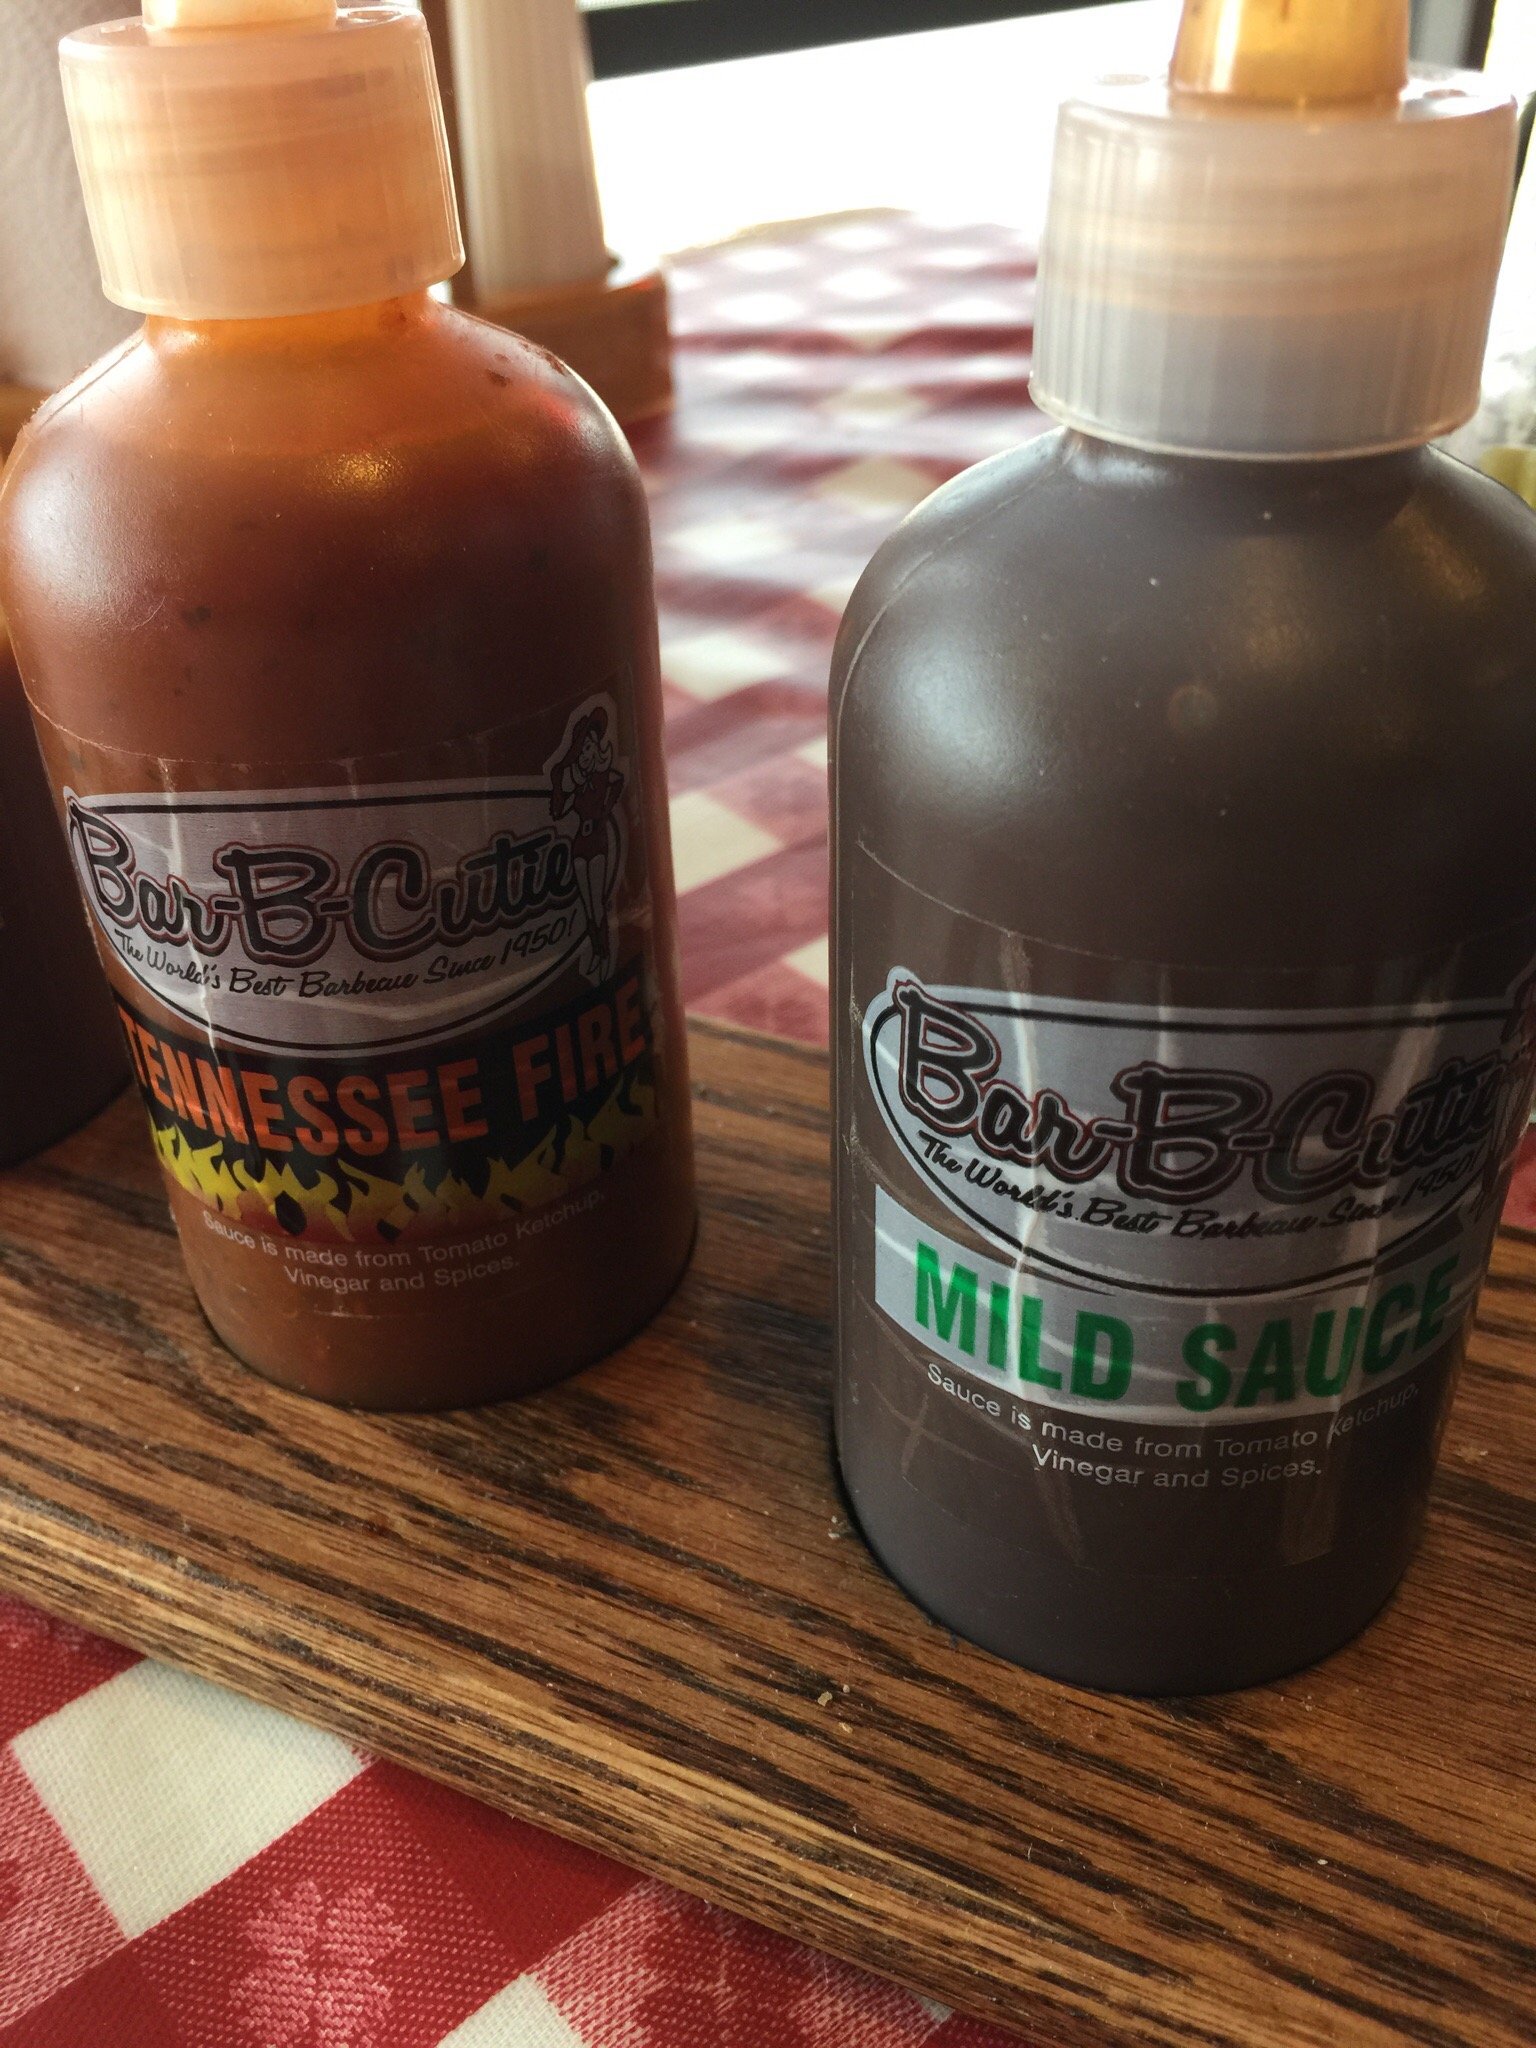 Bar-B-Cutie
The World's Best Barbecue Since 1950!
TENNESSEE FIRE
Sauce is made from Tomato Ketchup,
Vinegar and Spices.
Bar-B-Cutie
The World's Best Barbecue Since 1950!
MILD SAUCE
Sauce is made from Tomato Ketchup,
Vinegar and Spices.